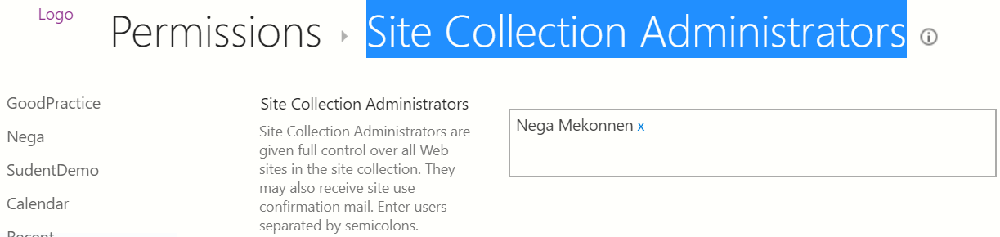 Logo
Permissions Site Collection Administrators
GoodPractice
Nega
SudentDemo
Calendar
Recent
Site Collection Administrators
Site Collection Administrators are
given full control over all Web
sites in the site collection. They
may also receive site use
confirmation mail. Enter users
separated by semicolons.
Nega Mekonnen x